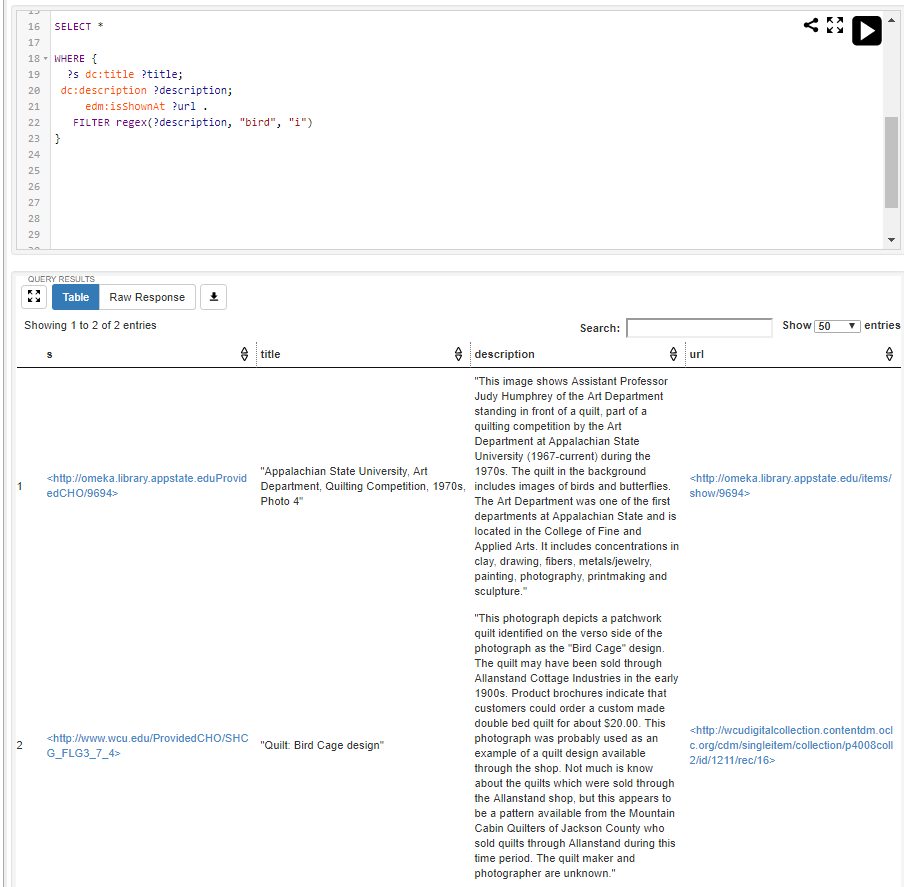 15
16 SELECT *
17
18 WHERE {
19 ?s dc:title ?title;
20 dc:description ?description;
21 edm:isShownAt ?url .
22 FILTER regex(?description, "bird", "i")
23 }
24
25
26
27
28
29
30
QUERY RESULTS
Table Raw Response
Showing 1 to 2 of 2 entries
Search: Show 50 entries
s title description url
1
<http://omeka.library.appstate.eduProvid
edCHO/9694>
"Appalachian State University, Art
Department, Quilting Competition, 1970s,
Photo 4"
"This image shows Assistant Professor
Judy Humphrey of the Art Department
standing in front of a quilt, part of a
quilting competition by the Art
Department at Appalachian State
University (1967-current) during the
1970s. The quilt in the background
includes images of birds and butterflies.
The Art Department was one of the first
departments at Appalachian State and is
located in the College of Fine and
Applied Arts. It includes concentrations in
clay, drawing, fibers, metals/jewelry,
painting, photography, printmaking and
sculpture."
<http://omeka.library.appstate.edu/items/
show/9694>
2
<http://www.wcu.edu/ProvidedCHO/SHC
G_FLG3_7_4>
"Quilt: Bird Cage design"
"This photograph depicts a patchwork
quilt identified on the verso side of the
photograph as the "Bird Cage" design.
The quilt may have been sold through
Allanstand Cottage Industries in the early
1900s. Product brochures indicate that
customers could order a custom made
double bed quilt for about $20.00. This
photograph was probably used as an
example of a quilt design available
through the shop. Not much is know
about the quilts which were sold through
the Allanstand shop, but this appears to
be a pattern available from the Mountain
Cabin Quilters of Jackson County who
sold quilts through Allanstand during this
time period. The quilt maker and
photographer are unknown."
<http://wcudigitalcollection.contentdm.ocl
c.org/cdm/singleitem/collection/p4008coll
2/id/1211/rec/16>